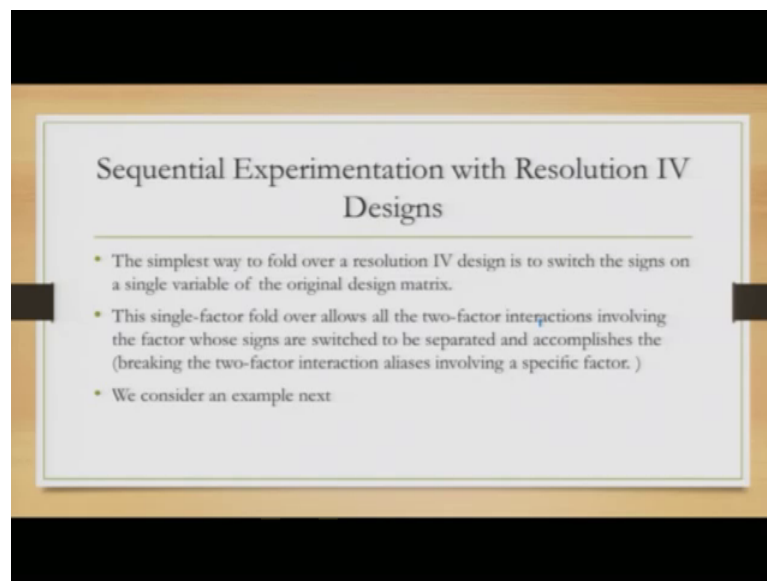 Sequential Experimentation with Resolution IV
Designs
• The simplest way to fold over a resolution IV design is to switch the signs on
a single variable of the original design matrix.
• This single-factor fold over allows all the two-factor interactions involving
the factor whose signs are switched to be separated and accomplishes the
(breaking the two-factor interaction aliases involving a specific factor. )
• We consider an example next